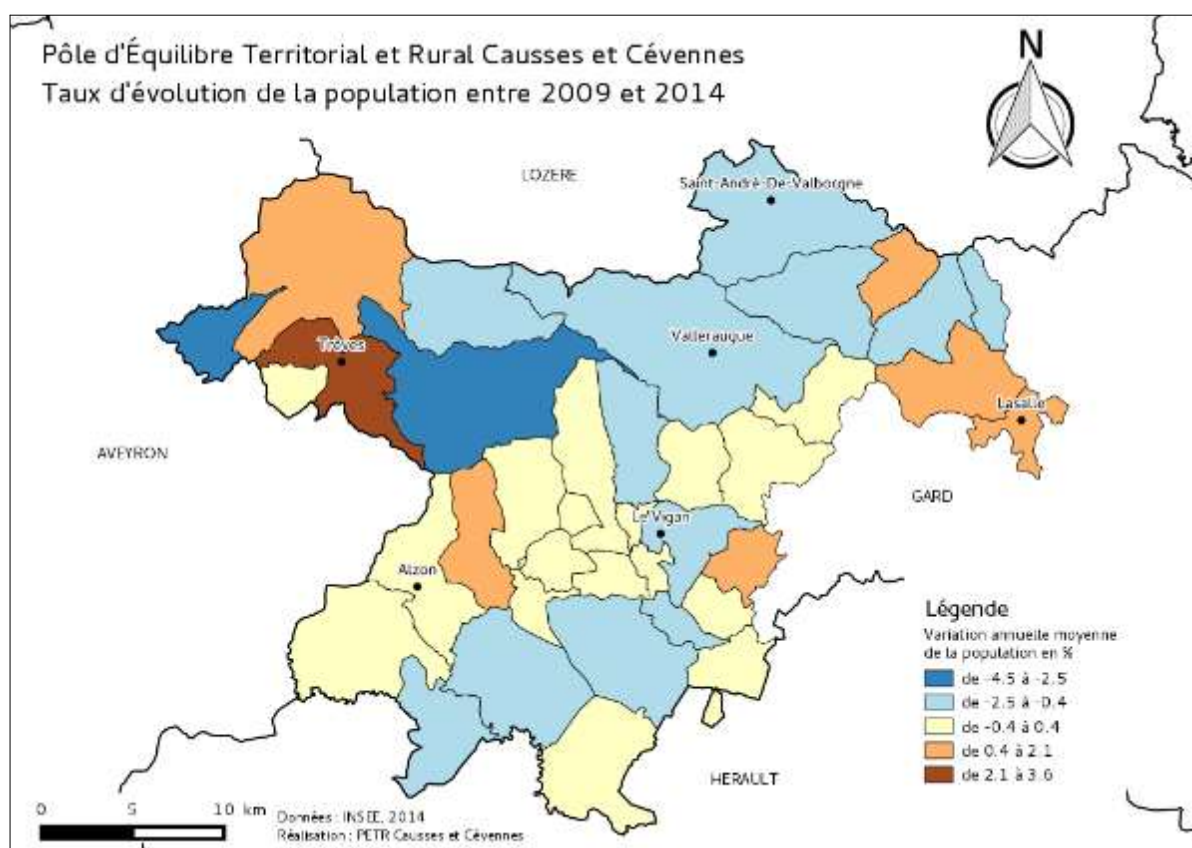 Pôle d'Équilibre Territorial et Rural Causses et Cévennes
Taux d'évolution de la population entre 2009 et 2014
N
LOZERE
Saint-André-De-Valborgne
Valleraugue
Trèves
Lasalle
AVEYRON
GARD
Le Vigan
Alzon
Légende
Variation annuelle moyenne
de la population en %
de -4.5 à -2.5
de -2.5 à -0.4
de -0.4 à 0.4
de 0.4 à 2.1
de 2.1 à 3.6
HERAULT
0 5 10 km
Données : INSEE, 2014
Réalisation : PETR Causses et Cévennes